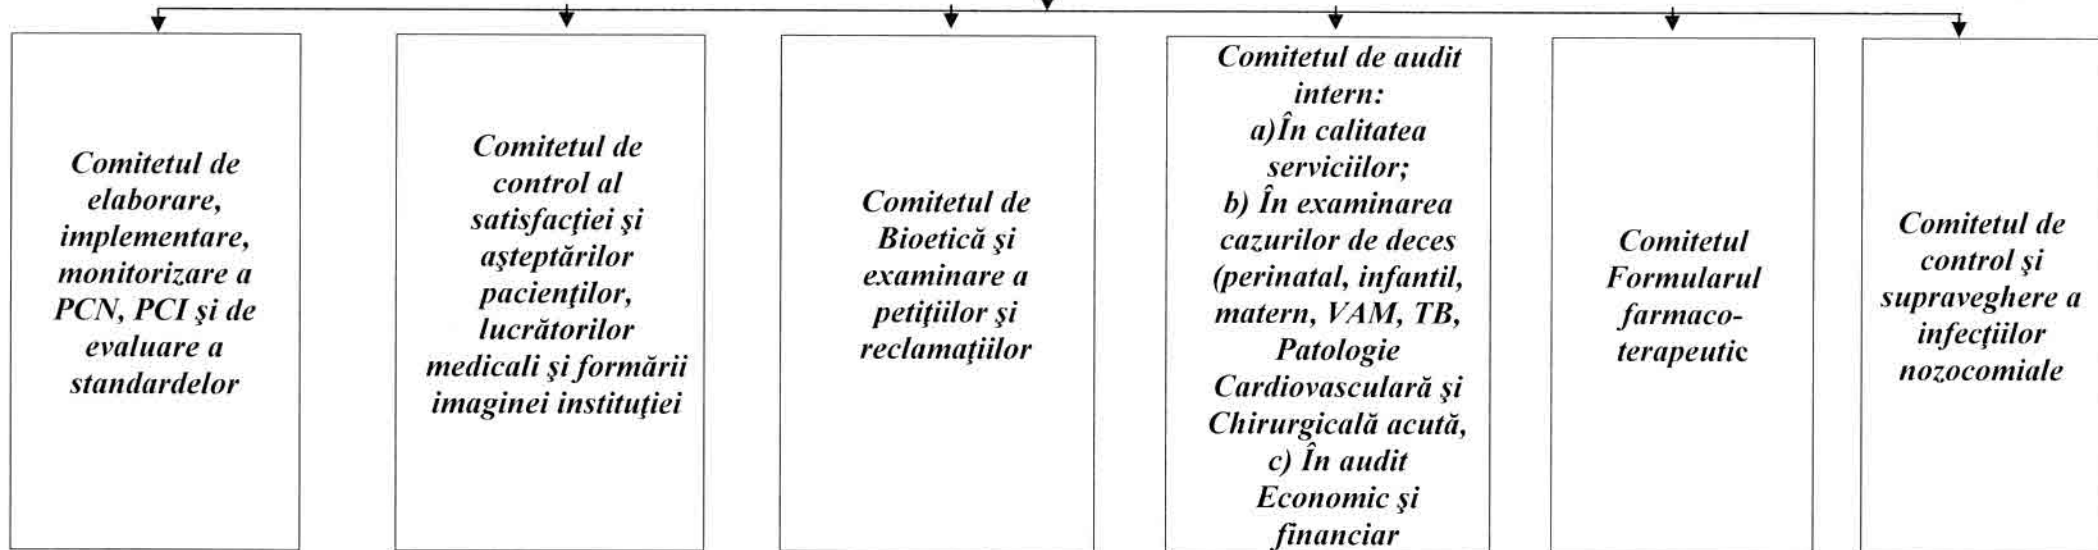 Comitetul de
elaborare,
implementare,
monitorizare a
PCN, PCI şi de
evaluare a
standardelor
Comitetul de
control al
satisfacţiei şi
aşteptărilor
pacienţilor,
lucrătorilor
medicali şi formării
imaginei instituţiei
Comitetul de
Bioetică şi
examinare a
petiţiilor şi
reclamaţiilor
Comitetul de audit
intern:
a)În calitatea
serviciilor;
b) În examinarea
cazurilor de deces
(perinatal, infantil,
matern, VAM, TB,
Patologie
Cardiovasculară şi
Chirurgicală acută,
c) În audit
Economic şi
financiar
Comitetul
Formularul
farmaco-
terapeutic
Comitetul de
control şi
supraveghere a
infecţiilor
nozocomiale